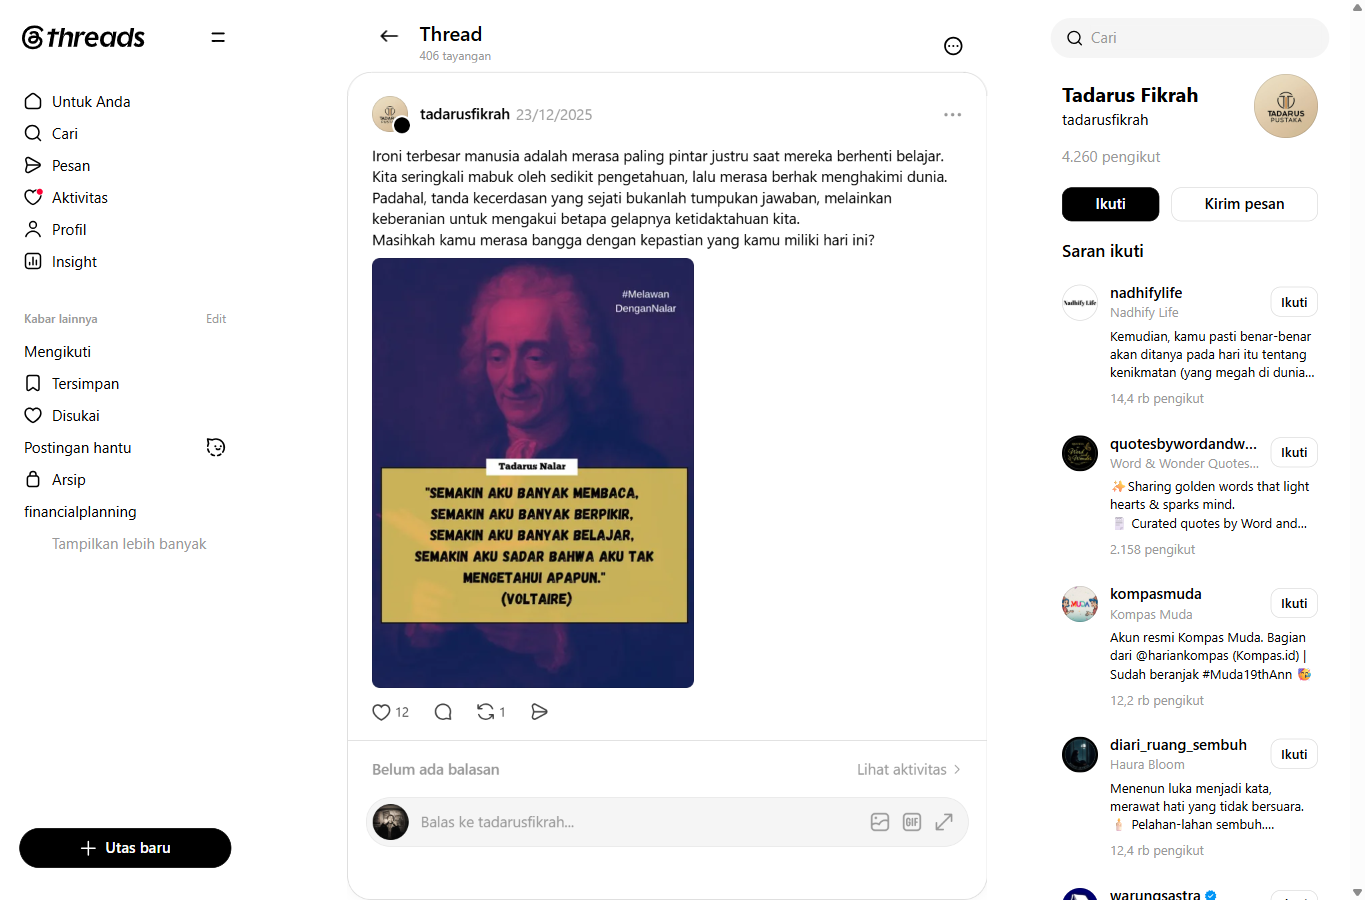 threads
Untuk Anda
Cari
Pesan
Aktivitas
Profil
Insight
Kabar lainnya
Edit
Mengikuti
Tersimpan
Disukai
Postingan hantu
Arsip
financialplanning
Tampilkan lebih banyak
Utas baru
Thread
406 tayangan
tadarusfikrah 23/12/2025
Ironi terbesar manusia adalah merasa paling pintar justru saat mereka berhenti belajar.
Kita seringkali mabuk oleh sedikit pengetahuan, lalu merasa berhak menghakimi dunia.
Padahal, tanda kecerdasan yang sejati bukanlah tumpukan jawaban, melainkan
keberanian untuk mengakui betapa gelapnya ketidaktahuan kita.
Masihkah kamu merasa bangga dengan kepastian yang kamu miliki hari ini?
#Melawan
DenganNalar
Tadarus Nalar
"SEMAKIN AKU BANYAK MEMBACA,
SEMAKIN AKU BANYAK BERPIKIR,
SEMAKIN AKU BANYAK BELAJAR,
SEMAKIN AKU SADAR BAHWA AKU TAK
MENGETAHUI APAPUN."
(VOLTAIRE)
12
1
Belum ada balasan
Lihat aktivitas
Balas ke tadarusfikrah...
GIF
Cari
Tadarus Fikrah
tadarusfikrah
TADARUS
PUSTAKA
4.260 pengikut
Ikuti
Kirim pesan
Saran ikuti
Nadhify Life
nadhifylife
Nadhify Life
Ikuti
Kemudian, kamu pasti benar-benar
akan ditanya pada hari itu tentang
kenikmatan (yang megah di dunia...
14,4 rb pengikut
quotesbywordandw...
Word & Wonder Quotes...
Ikuti
✨Sharing golden words that light
hearts & sparks mind.
Curated quotes by Word and...
2.158 pengikut
MUDA
kompasmuda
Kompas Muda
Ikuti
Akun resmi Kompas Muda. Bagian
dari @hariankompas (Kompas.id) |
Sudah beranjak #Muda19thAnn
12,2 rb pengikut
diari_ruang_sembuh
Haura Bloom
Ikuti
Menenun luka menjadi kata,
merawat hati yang tidak bersuara.
Pelahan-lahan sembuh....
12,4 rb pengikut
warungsastra